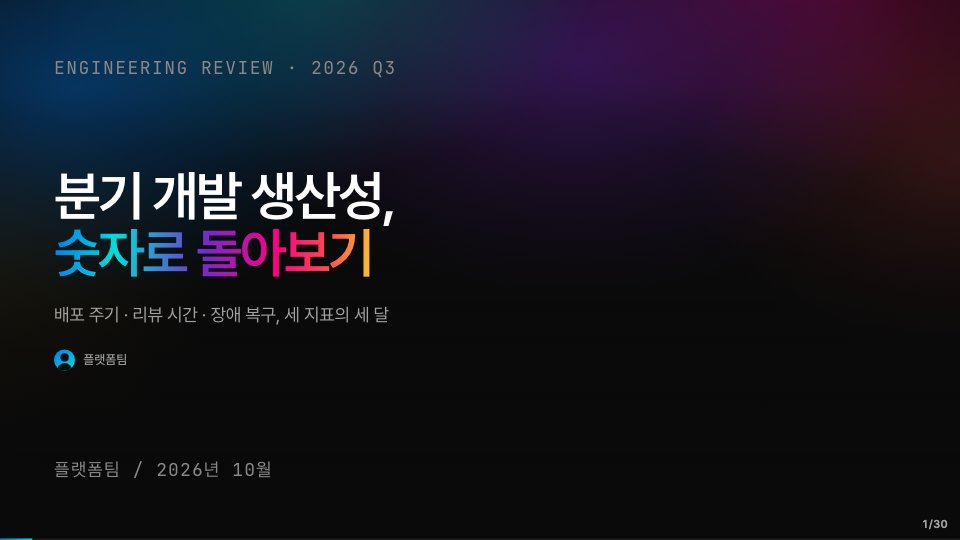 ENGINEERING REVIEW · 2026 Q3
분기 개발 생산성,
숫자로 돌아보기
배포 주기 · 리뷰 시간 · 장애 복구, 세 지표의 세 달
플랫폼팀
플랫폼팀 / 2026년 10월
1/30